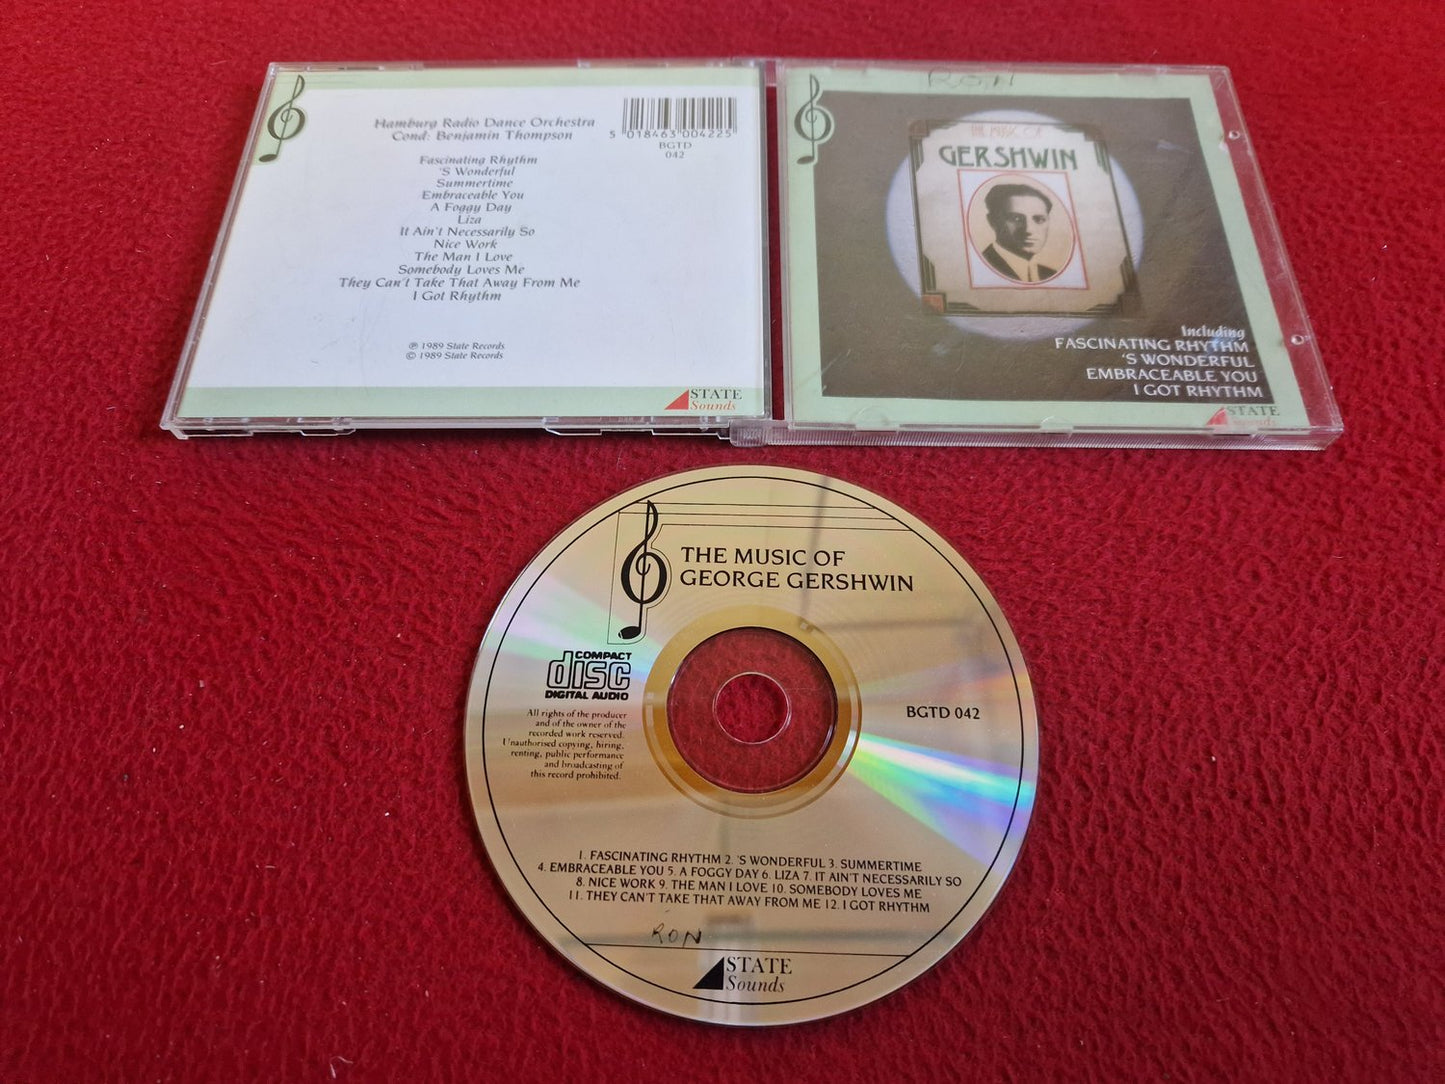 Hamburg Radio Dance Orchestra
Cond: Benjamin Thompson
5 018463 004225
BGTD
042
Fascinating Rhythm
'S Wonderful
Summertime
Embraceable You
A Foggy Day
Liza
It Ain't Necessarily So
Nice Work
The Man I Love
Somebody Loves Me
They Can't Take That Away From Me
I Got Rhythm
℗ 1989 State Records
© 1989 State Records
STATE
Sounds
RON
THE MUSIC OF
GERSHWIN
Including
FASCINATING RHYTHM
'S WONDERFUL
EMBRACEABLE YOU
I GOT RHYTHM
STATE
Sounds
THE MUSIC OF
GEORGE GERSHWIN
COMPACT
disc
DIGITAL AUDIO
All rights of the producer
and of the owner of the
recorded work reserved.
Unauthorised copying, hiring,
renting, public performance
and broadcasting of
this record prohibited.
BGTD 042
1. FASCINATING RHYTHM 2. 'S WONDERFUL 3. SUMMERTIME
4. EMBRACEABLE YOU 5. A FOGGY DAY 6. LIZA 7. IT AIN'T NECESSARILY SO
8. NICE WORK 9. THE MAN I LOVE 10. SOMEBODY LOVES ME
11. THEY CAN'T TAKE THAT AWAY FROM ME 12. I GOT RHYTHM
RON
STATE
Sounds